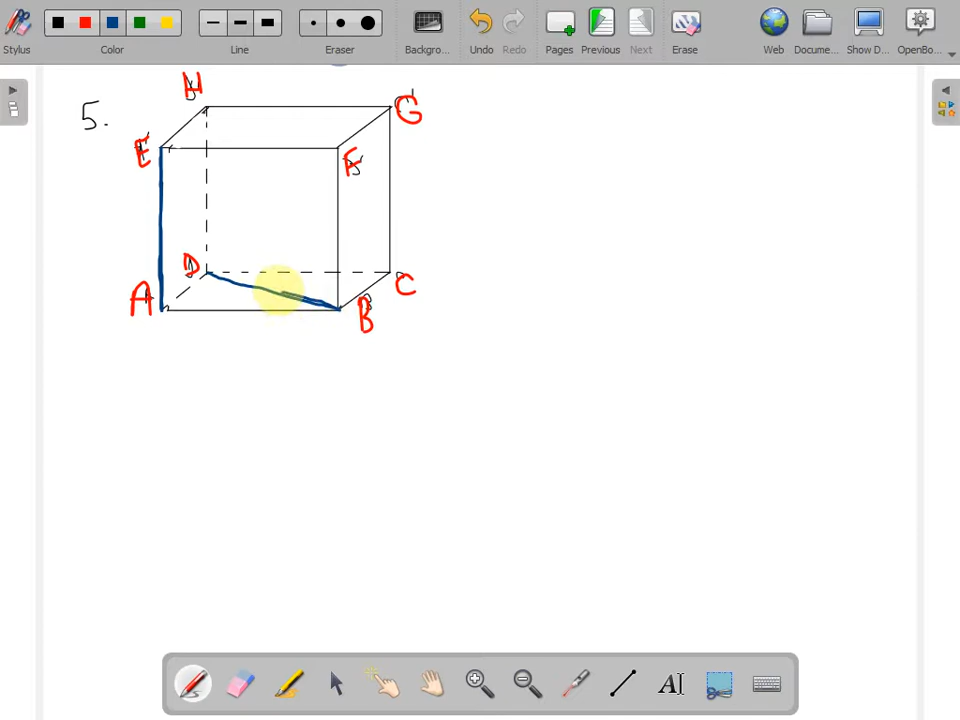 Stylus
Color
Line
Eraser
Backgro...
Undo
Redo
Pages
Previous
Next
Erase
Web
Docume...
Show D...
OpenBo...
5.
H
G
E
F
D
C
A
B